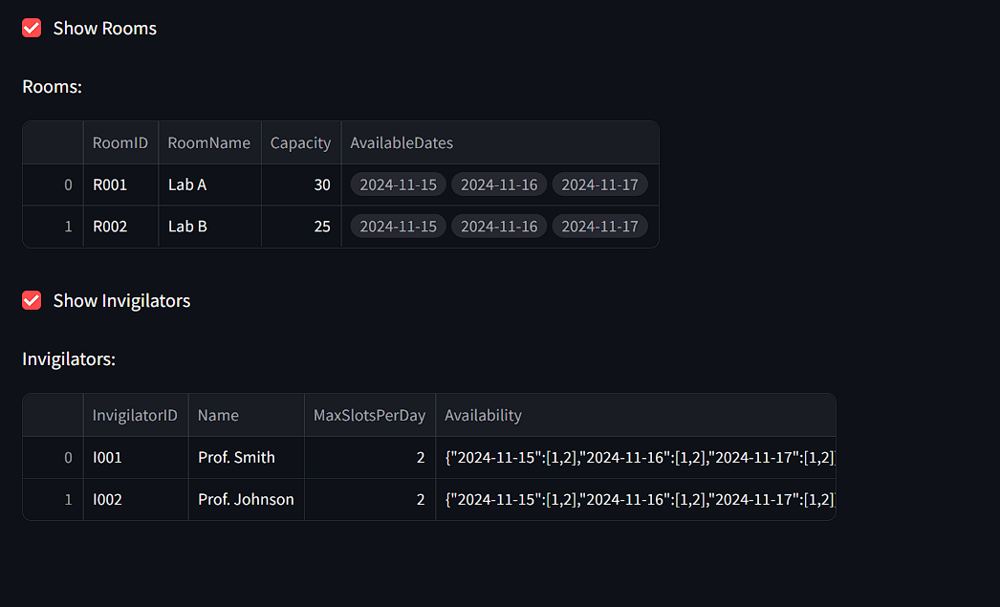 Show Rooms
Rooms:
RoomID RoomName Capacity AvailableDates
0 R001 Lab A 30 2024-11-15 2024-11-16 2024-11-17
1 R002 Lab B 25 2024-11-15 2024-11-16 2024-11-17
Show Invigilators
Invigilators:
InvigilatorID Name MaxSlotsPerDay Availability
0 I001 Prof. Smith 2 {"2024-11-15":[1,2],"2024-11-16":[1,2],"2024-11-17":[1,2]
1 I002 Prof. Johnson 2 {"2024-11-15":[1,2],"2024-11-16":[1,2],"2024-11-17":[1,2]